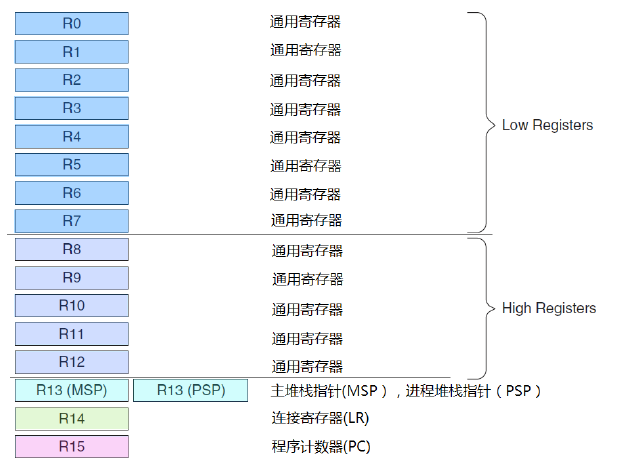 R0 通用寄存器
R1 通用寄存器
R2 通用寄存器
R3 通用寄存器
Low Registers
R4 通用寄存器
R5 通用寄存器
R6 通用寄存器
R7 通用寄存器
R8 通用寄存器
R9 通用寄存器
R10 通用寄存器
High Registers
R11 通用寄存器
R12 通用寄存器
R13 (MSP) R13 (PSP) 主堆栈指针(MSP），进程堆栈指针（PSP）
R14 连接寄存器(LR)
R15 程序计数器(PC)